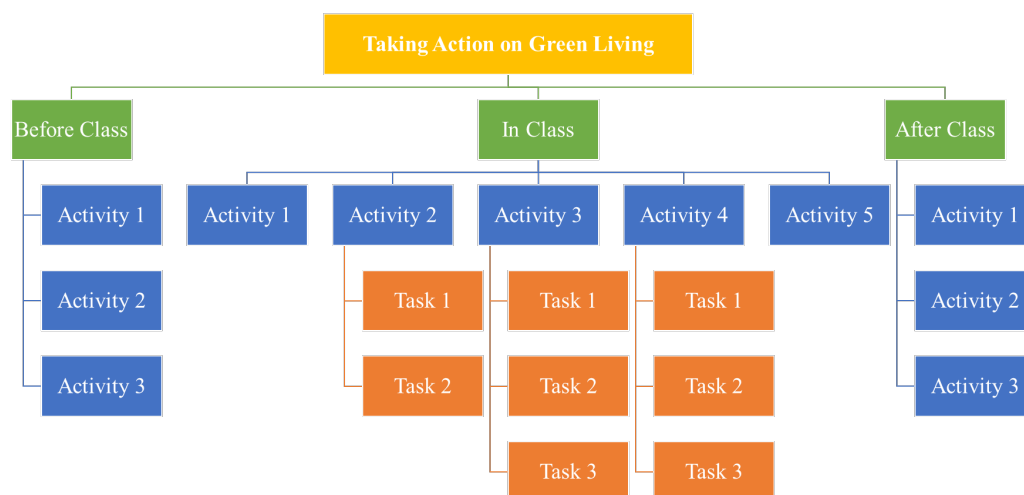 Taking Action on Green Living
Before Class
In Class
After Class
Activity 1
Activity 1
Activity 2
Activity 3
Activity 4
Activity 5
Activity 1
Activity 2
Task 1
Task 1
Task 1
Activity 2
Activity 3
Task 2
Task 2
Task 2
Activity 3
Task 3
Task 3